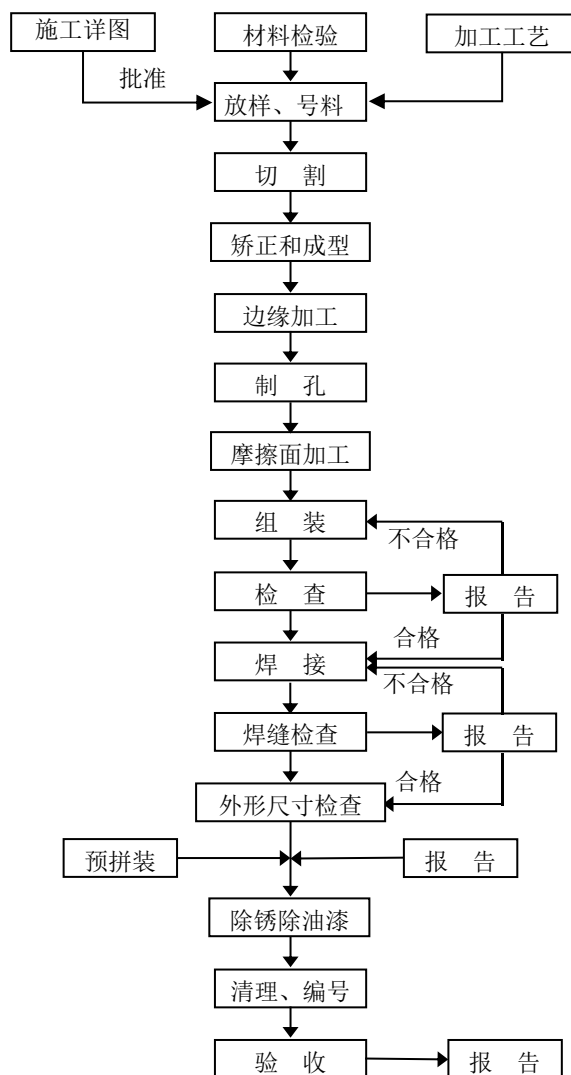 施工详图
材料检验
加工工艺
批准
放样、号料
切 割
矫正和成型
边缘加工
制 孔
摩擦面加工
组 装
不合格
检 查
报 告
合格
焊 接
不合格
焊缝检查
报 告
合格
外形尺寸检查
预拼装
报 告
除锈除油漆
清理、编号
验 收
报 告